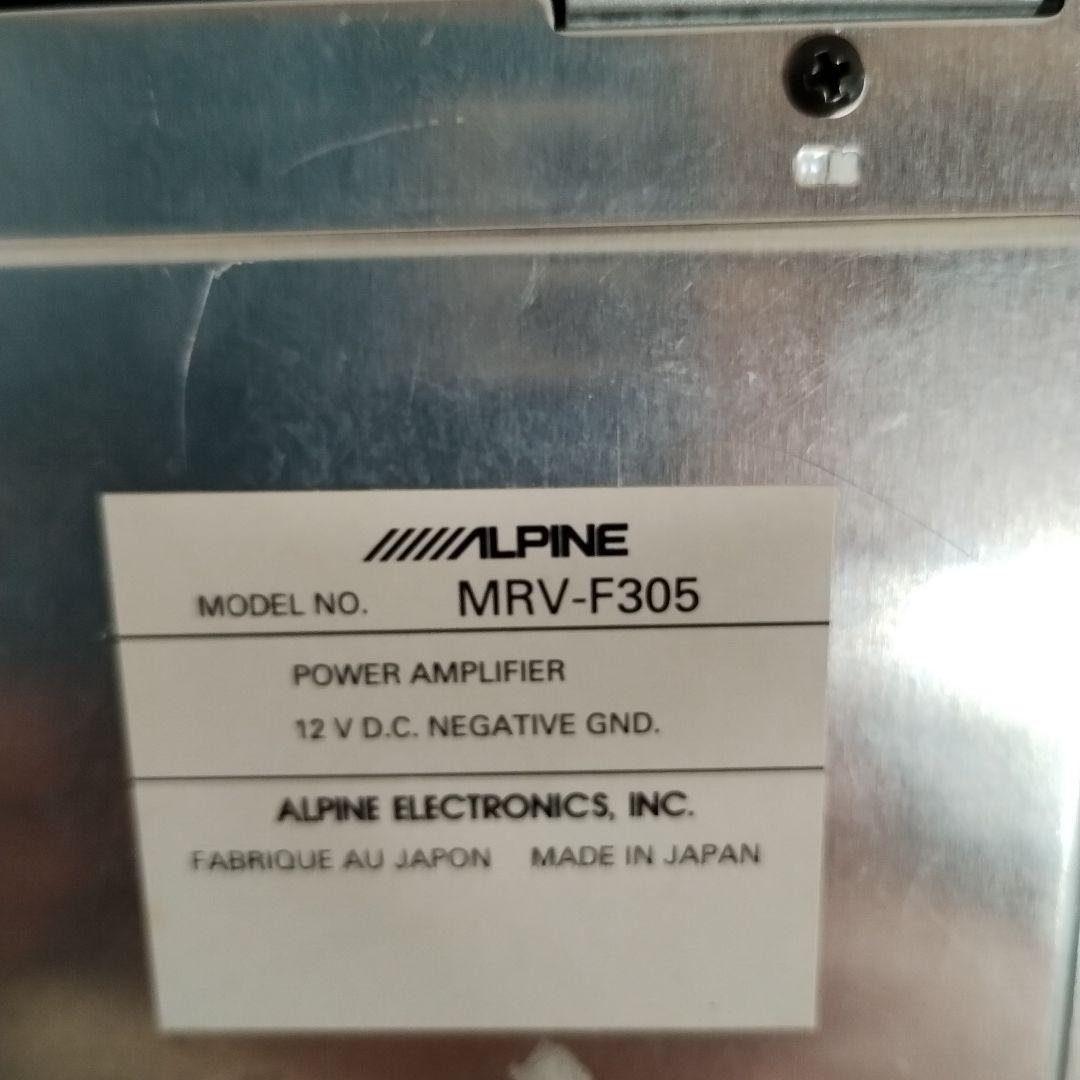 ALPINE
MODEL NO. MRV-F305
POWER AMPLIFIER
12 V D.C. NEGATIVE GND.
ALPINE ELECTRONICS, INC.
FABRIQUE AU JAPON MADE IN JAPAN